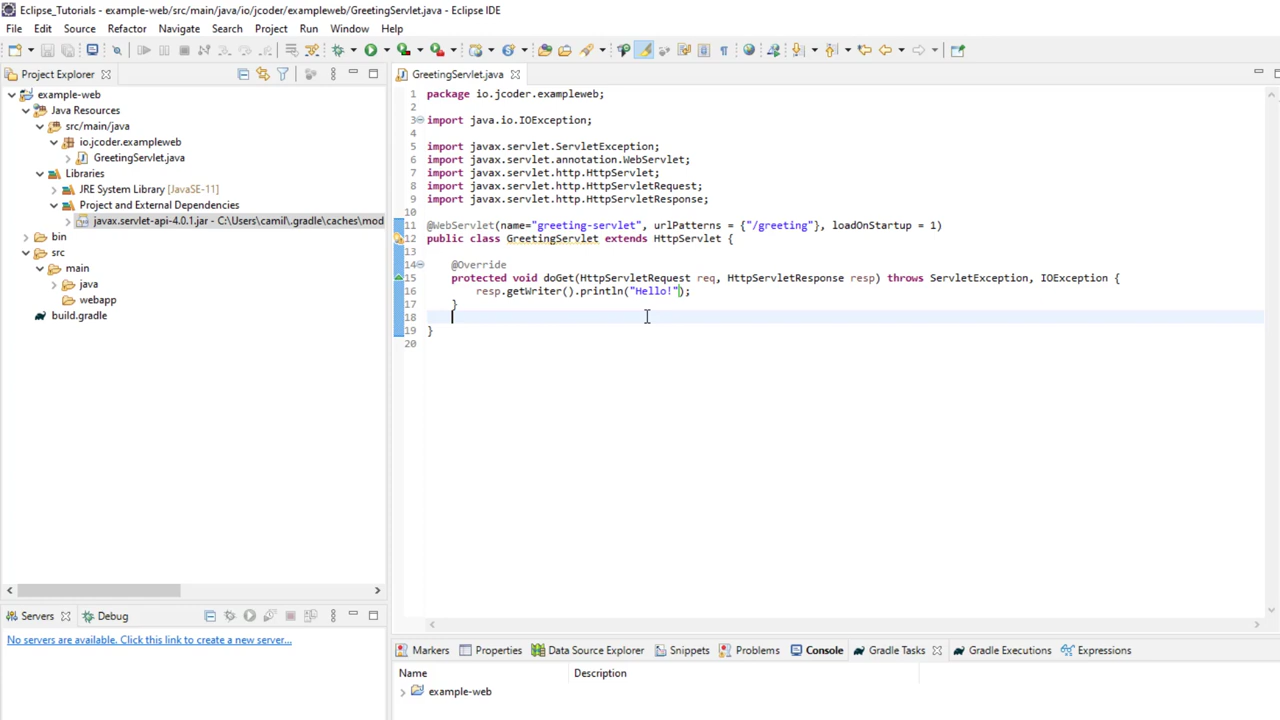 Eclipse_Tutorials - example-web/src/main/java/io/jcoder/exampleweb/GreetingServlet.java - Eclipse IDE
File Edit Source Refactor Navigate Search Project Run Window Help
Project Explorer
example-web
Java Resources
src/main/java
io.jcoder.exampleweb
GreetingServlet.java
Libraries
JRE System Library [JavaSE-11]
Project and External Dependencies
javax.servlet-api-4.0.1.jar - C:\Users\camil\.gradle\caches\mod
bin
src
main
java
webapp
build.gradle
Servers Debug
No servers are available. Click this link to create a new server...
GreetingServlet.java
1 package io.jcoder.exampleweb;
2
3 import java.io.IOException;
4
5 import javax.servlet.ServletException;
6 import javax.servlet.annotation.WebServlet;
7 import javax.servlet.http.HttpServlet;
8 import javax.servlet.http.HttpServletRequest;
9 import javax.servlet.http.HttpServletResponse;
10
11 @WebServlet(name="greeting-servlet", urlPatterns = {"/greeting"}, loadOnStartup = 1)
12 public class GreetingServlet extends HttpServlet {
13
14 @Override
15 protected void doGet(HttpServletRequest req, HttpServletResponse resp) throws ServletException, IOException {
16 resp.getWriter().println("Hello!");
17 }
18
19 }
20
Markers Properties Data Source Explorer Snippets Problems Console Gradle Tasks Gradle Executions Expressions
Name Description
example-web